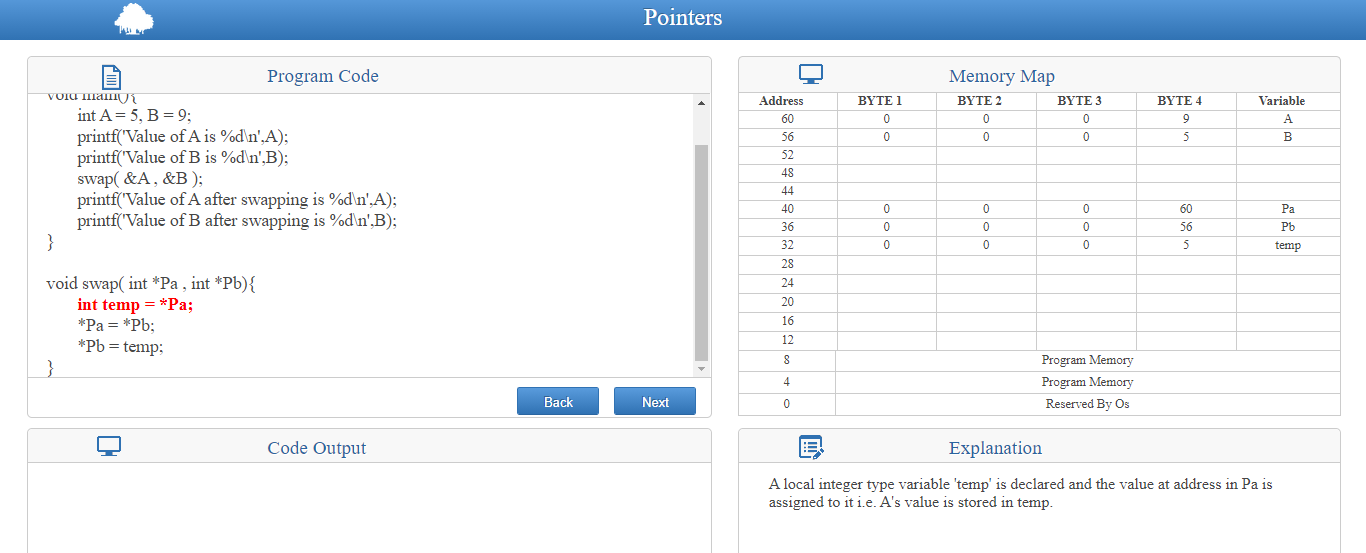 Pointers
Program Code
void main(){
int A = 5, B = 9;
printf('Value of A is %d\n',A);
printf('Value of B is %d\n',B);
swap( &A , &B );
printf('Value of A after swapping is %d\n',A);
printf('Value of B after swapping is %d\n',B);
}
void swap( int *Pa , int *Pb){
int temp = *Pa;
*Pa = *Pb;
*Pb = temp;
}
Back Next
Memory Map
Address BYTE 1 BYTE 2 BYTE 3 BYTE 4 Variable
60 0 0 0 9 A
56 0 0 0 5 B
52
48
44
40 0 0 0 60 Pa
36 0 0 0 56 Pb
32 0 0 0 5 temp
28
24
20
16
12
8 Program Memory
4 Program Memory
0 Reserved By Os
Code Output
Explanation
A local integer type variable 'temp' is declared and the value at address in Pa is
assigned to it i.e. A's value is stored in temp.